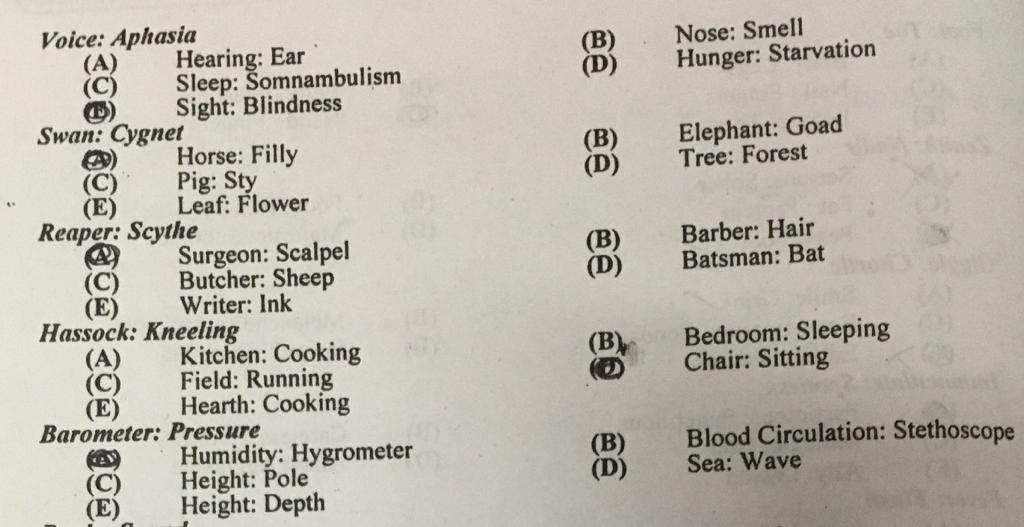 Voice: Aphasia
(A) Hearing: Ear (B) Nose: Smell
(C) Sleep: Somnambulism (D) Hunger: Starvation
(E) Sight: Blindness
Swan: Cygnet
(A) Horse: Filly (B) Elephant: Goad
(C) Pig: Sty (D) Tree: Forest
(E) Leaf: Flower
Reaper: Scythe
(A) Surgeon: Scalpel (B) Barber: Hair
(C) Butcher: Sheep (D) Batsman: Bat
(E) Writer: Ink
Hassock: Kneeling
(A) Kitchen: Cooking (B) Bedroom: Sleeping
(C) Field: Running (D) Chair: Sitting
(E) Hearth: Cooking
Barometer: Pressure
(A) Humidity: Hygrometer (B) Blood Circulation: Stethoscope
(C) Height: Pole (D) Sea: Wave
(E) Height: Depth